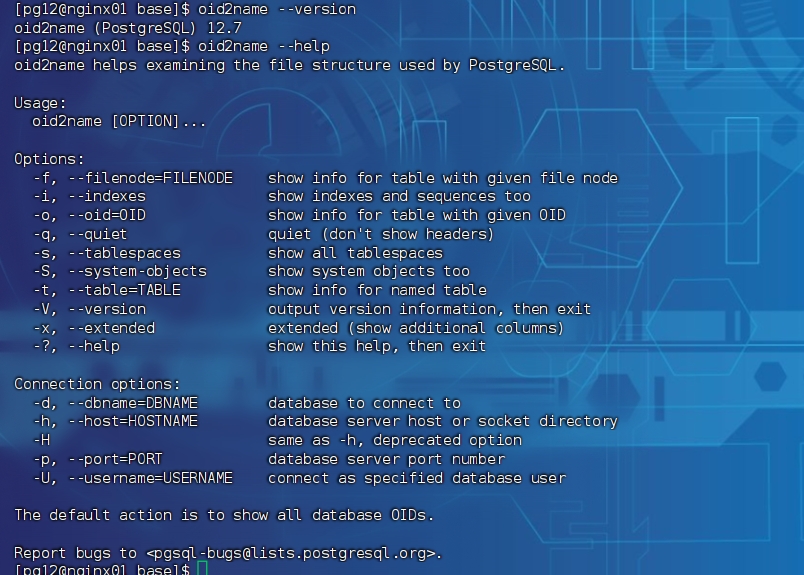 [pg12@nginx01 base]$ oid2name --version
oid2name (PostgreSQL) 12.7
[pg12@nginx01 base]$ oid2name --help
oid2name helps examining the file structure used by PostgreSQL.
Usage:
  oid2name [OPTION]...
Options:
  -f, --filenode=FILENODE    show info for table with given file node
  -i, --indexes              show indexes and sequences too
  -o, --oid=OID              show info for table with given OID
  -q, --quiet                quiet (don't show headers)
  -s, --tablespaces          show all tablespaces
  -S, --system-objects       show system objects too
  -t, --table=TABLE          show info for named table
  -V, --version              output version information, then exit
  -x, --extended             extended (show additional columns)
  -?, --help                 show this help, then exit
Connection options:
  -d, --dbname=DBNAME        database to connect to
  -h, --host=HOSTNAME        database server host or socket directory
  -H                         same as -h, deprecated option
  -p, --port=PORT            database server port number
  -U, --username=USERNAME    connect as specified database user
The default action is to show all database OIDs.
Report bugs to <pgsql-bugs@lists.postgresql.org>.
[pg12@nginx01 base]$